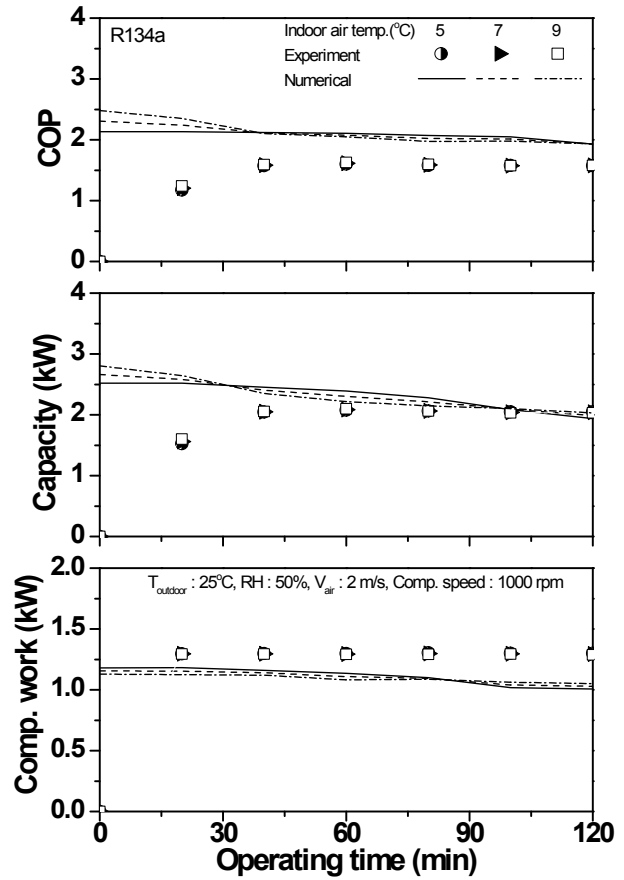 R134a
Indoor air temp.(°C) 5 7 9
Experiment
Numerical
4
3
2
1
0
COP
4
3
2
1
0
Capacity (kW)
T_outdoor : 25°C, RH : 50%, V_air : 2 m/s, Comp. speed : 1000 rpm
2.0
1.5
1.0
0.5
0.0
Comp. work (kW)
0 30 60 90 120
Operating time (min)